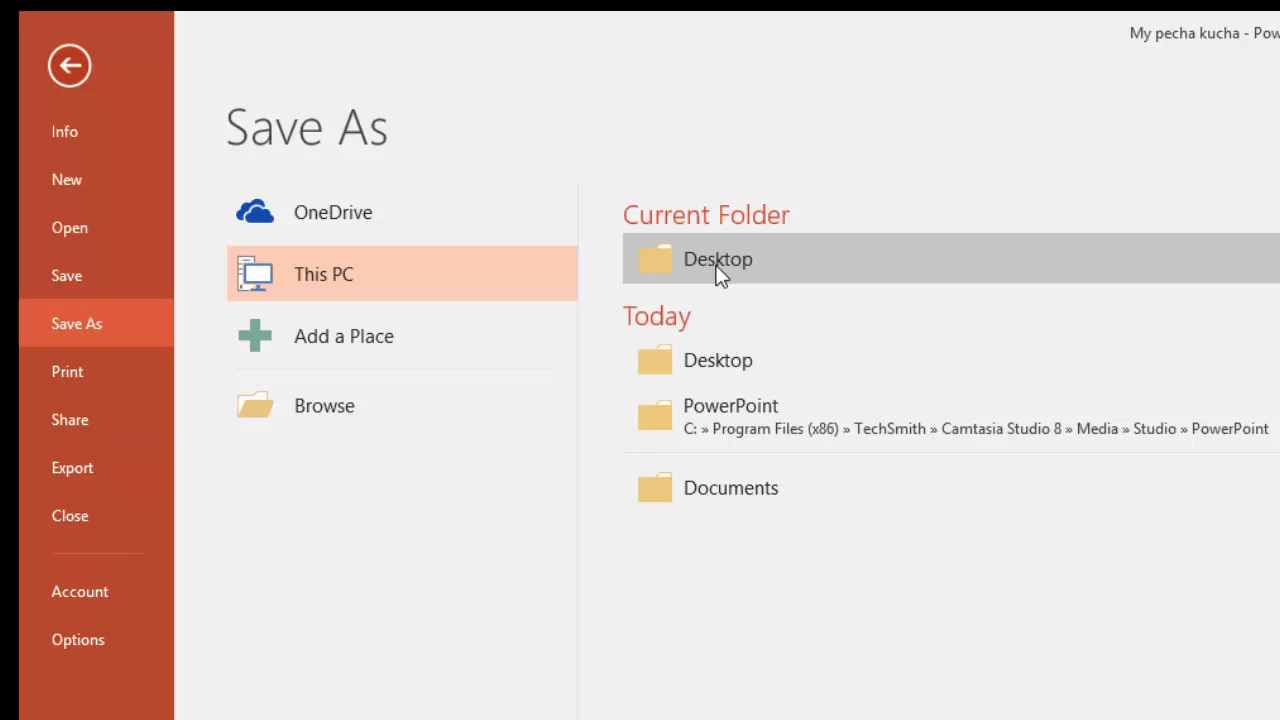 My pecha kucha - Pow
Info
New
Open
Save
Save As
Print
Share
Export
Close
Account
Options
Save As
OneDrive
This PC
Add a Place
Browse
Current Folder
Desktop
Today
Desktop
PowerPoint
C: » Program Files (x86) » TechSmith » Camtasia Studio 8 » Media » Studio » PowerPoint
Documents